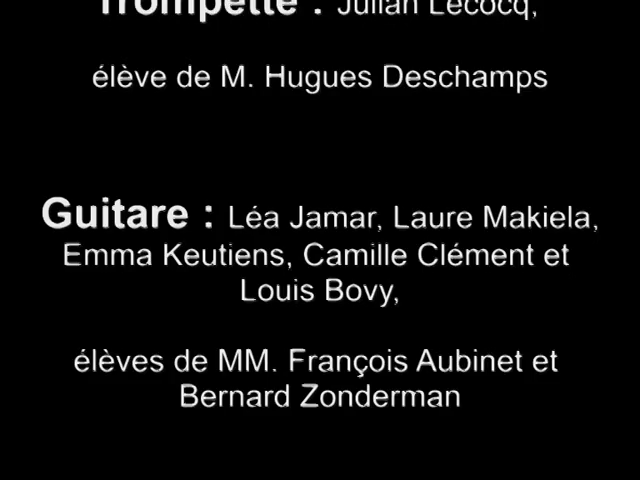 Trompette : Julian Lecocq,
élève de M. Hugues Deschamps
Guitare : Léa Jamar, Laure Makiela,
Emma Keutiens, Camille Clément et
Louis Bovy,
élèves de MM. François Aubinet et
Bernard Zonderman